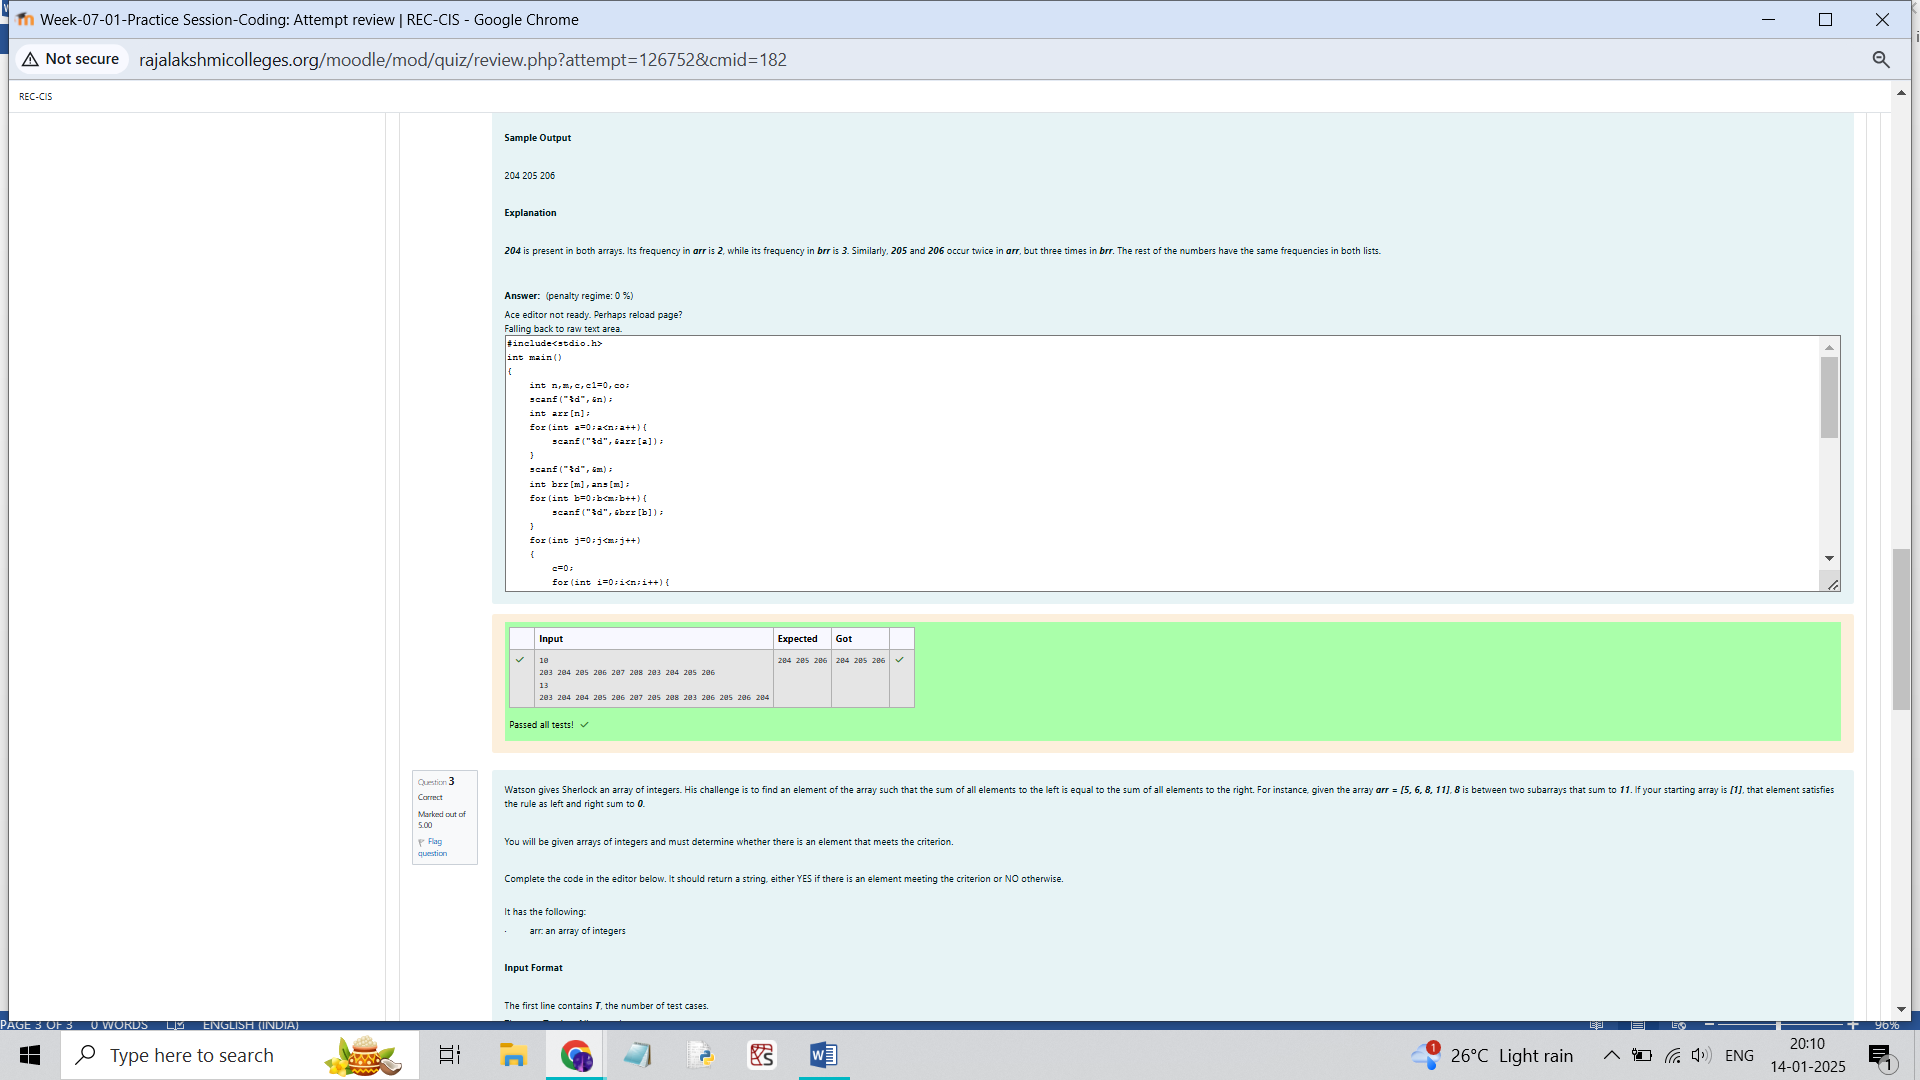 Week-07-01-Practice Session-Coding: Attempt review | REC-CIS - Google Chrome
Not secure
rajalakshmicolleges.org/moodle/mod/quiz/review.php?attempt=126752&cmid=182
REC-CIS
Sample Output
204 205 206
Explanation
204 is present in both arrays. Its frequency in arr is 2, while its frequency in brr is 3. Similarly, 205 and 206 occur twice in arr, but three times in brr. The rest of the numbers have the same frequencies in both lists.
Answer: (penalty regime: 0 %)
Ace editor not ready. Perhaps reload page?
Falling back to raw text area.
#include<stdio.h>
int main()
{
    int n,m,c,c1=0,co;
    scanf("%d",&n);
    int arr[n];
    for(int a=0;a<n;a++){
        scanf("%d",&arr[a]);
    }
    scanf("%d",&m);
    int brr[m],ans[m];
    for(int b=0;b<m;b++){
        scanf("%d",&brr[b]);
    }
    for(int j=0;j<m;j++)
    {
        c=0;
        for(int i=0;i<n;i++){
Input Expected Got
10 204 205 206 204 205 206
203 204 205 206 207 208 203 204 205 206
13
203 204 204 205 206 207 205 208 203 206 205 206 204
Passed all tests!
Question 3
Correct
Marked out of
5.00
Flag
question
Watson gives Sherlock an array of integers. His challenge is to find an element of the array such that the sum of all elements to the left is equal to the sum of all elements to the right. For instance, given the array arr = [5, 6, 8, 11], 8 is between two subarrays that sum to 11. If your starting array is [1], that element satisfies
the rule as left and right sum to 0.
You will be given arrays of integers and must determine whether there is an element that meets the criterion.
Complete the code in the editor below. It should return a string, either YES if there is an element meeting the criterion or NO otherwise.
It has the following:
· arr: an array of integers
Input Format
The first line contains T, the number of test cases.
PAGE 3 OF 3 0 WORDS ENGLISH (INDIA) 96%
Type here to search
1
26°C Light rain
ENG
20:10
14-01-2025
1